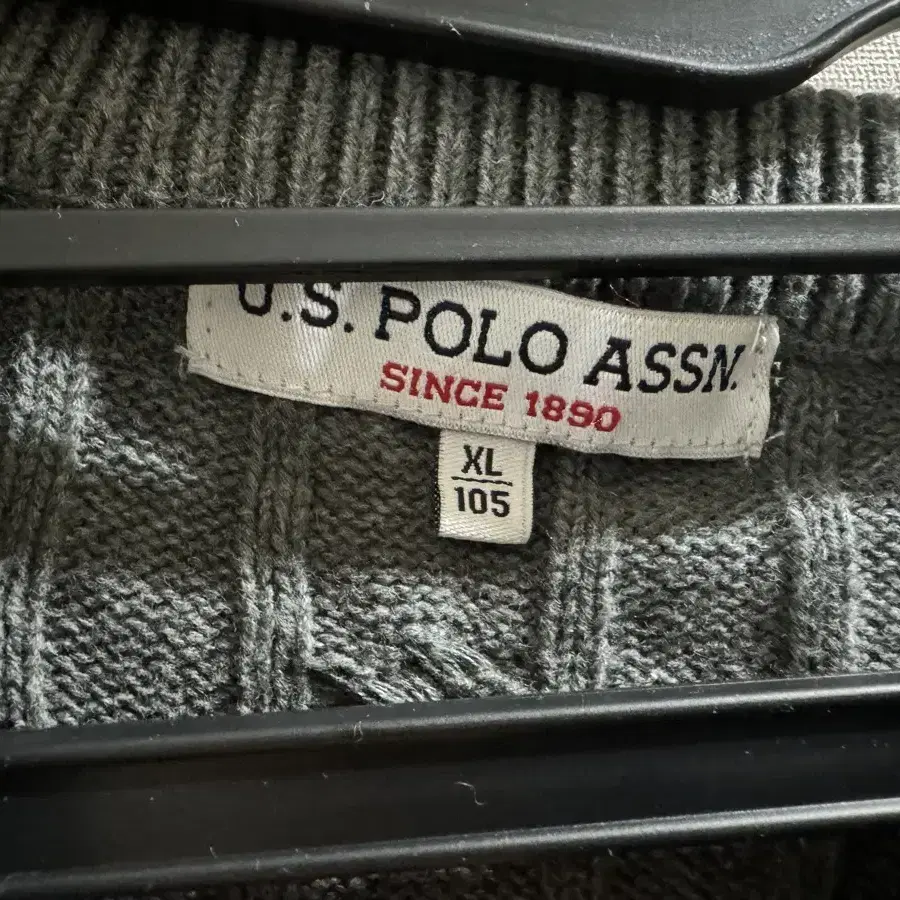 U.S. POLO ASSN.
SINCE 1890
XL
105